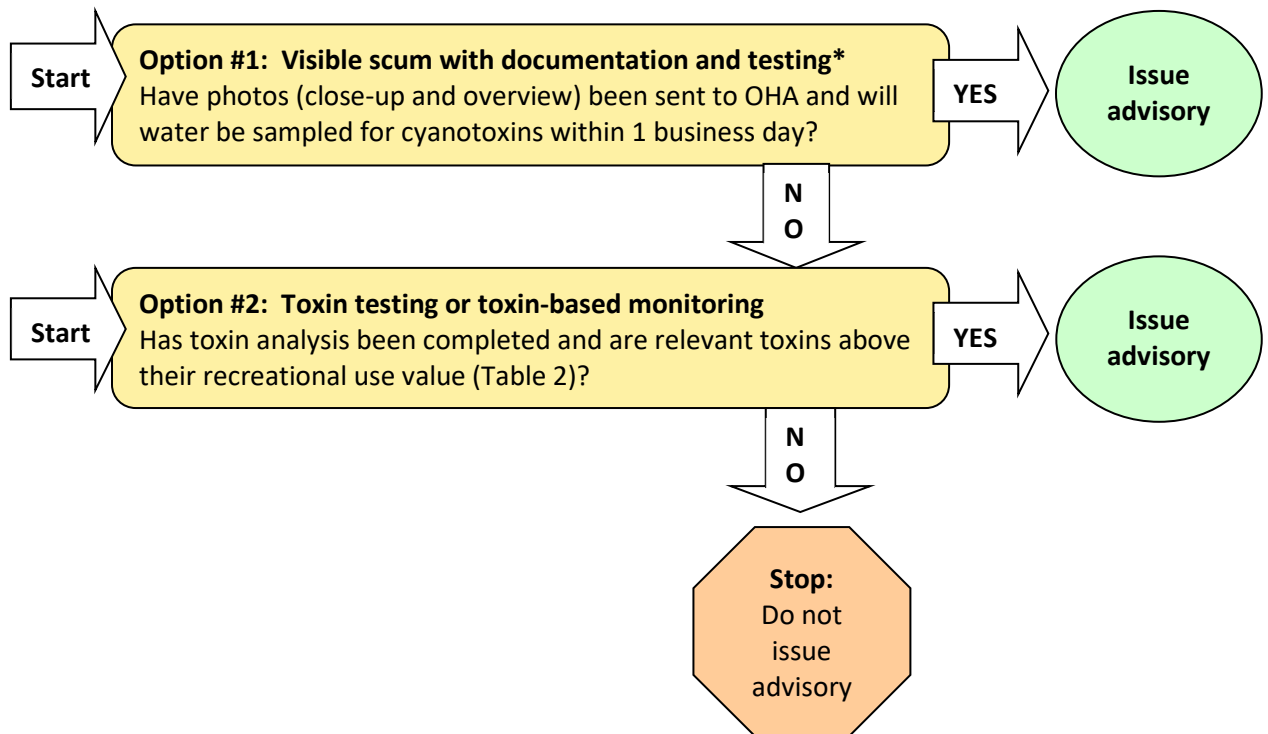 Start
Option #1: Visible scum with documentation and testing*
Have photos (close-up and overview) been sent to OHA and will
water be sampled for cyanotoxins within 1 business day?
YES
Issue
advisory
N
O
Start
Option #2: Toxin testing or toxin-based monitoring
Has toxin analysis been completed and are relevant toxins above
their recreational use value (Table 2)?
YES
Issue
advisory
N
O
Stop:
Do not
issue
advisory